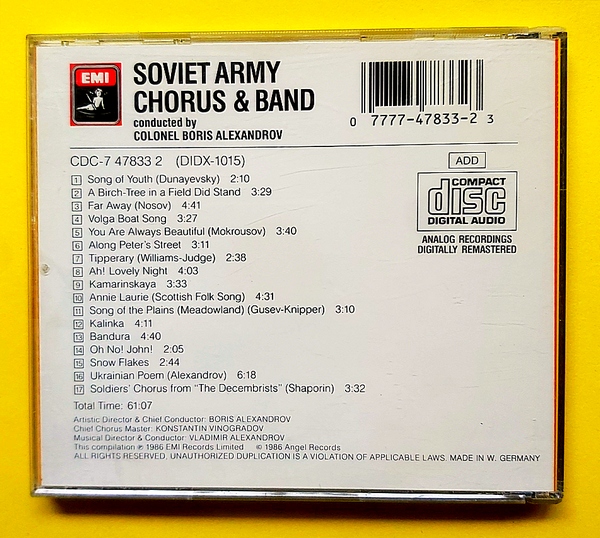 EMI
SOVIET ARMY
CHORUS & BAND
conducted by
COLONEL BORIS ALEXANDROV
0 7777-47833-2 3
CDC-7 47833 2 (DIDX-1015)
ADD
1 Song of Youth (Dunayevsky) 2:10
2 A Birch-Tree in a Field Did Stand 3:29
3 Far Away (Nosov) 4:41
4 Volga Boat Song 3:27
5 You Are Always Beautiful (Mokrousov) 3:40
6 Along Peter's Street 3:11
7 Tipperary (Williams-Judge) 2:38
8 Ah! Lovely Night 4:03
9 Kamarinskaya 3:33
10 Annie Laurie (Scottish Folk Song) 4:31
11 Song of the Plains (Meadowland) (Gusev-Knipper) 3:10
12 Kalinka 4:11
13 Bandura 4:40
14 Oh No! John! 2:05
15 Snow Flakes 2:44
16 Ukrainian Poem (Alexandrov) 6:18
17 Soldiers' Chorus from "The Decembrists" (Shaporin) 3:32
COMPACT
disc
DIGITAL AUDIO
ANALOG RECORDINGS
DIGITALLY REMASTERED
Total Time: 61:07
Artistic Director & Chief Conductor: BORIS ALEXANDROV
Chief Chorus Master: KONSTANTIN VINOGRADOV
Musical Director & Conductor: VLADIMIR ALEXANDROV
This compilation ℗ 1986 EMI Records Limited © 1986 Angel Records
ALL RIGHTS RESERVED. UNAUTHORIZED DUPLICATION IS A VIOLATION OF APPLICABLE LAWS. MADE IN W. GERMANY